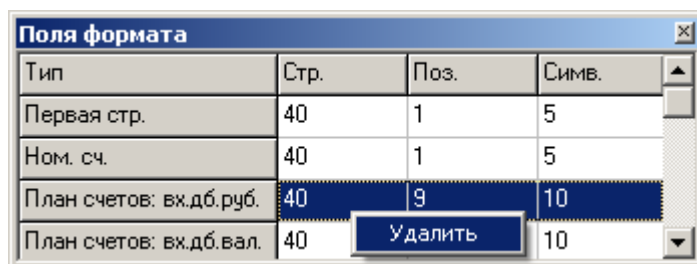 Поля формата
Тип Стр. Поз. Симв.
Первая стр. 40 1 5
Ном. сч. 40 1 5
План счетов: вх.дб.руб. 40 9 10
План счетов: вх.дб.вал. 40 Удалить 10